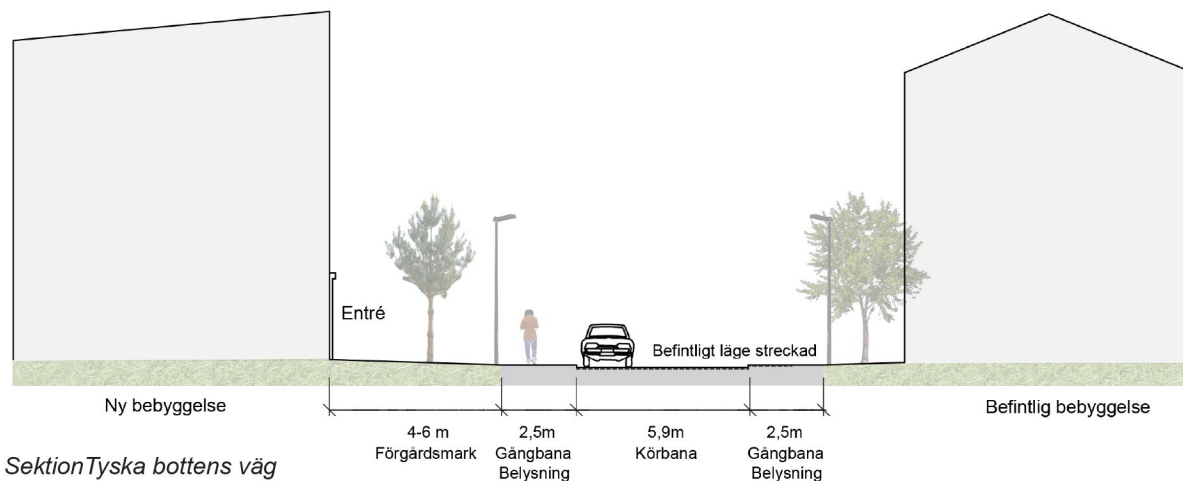 Entré
Befintligt läge streckad
Ny bebyggelse
Befintlig bebyggelse
4-6 m
Förgårdsmark
2,5m
Gångbana
Belysning
5,9m
Körbana
2,5m
Gångbana
Belysning
SektionTyska bottens väg